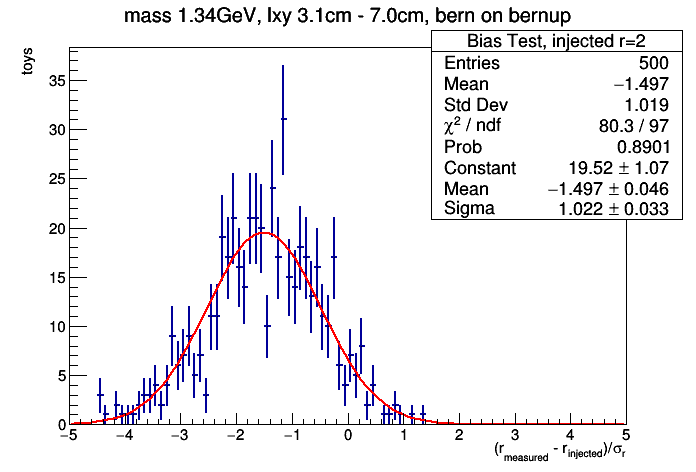 mass 1.34GeV, lxy 3.1cm - 7.0cm, bern on bernup
Bias Test, injected r=2
Entries 500
Mean −1.497
Std Dev 1.019
χ² / ndf 80.3 / 97
Prob 0.8901
Constant 19.52 ± 1.07
Mean −1.497 ± 0.046
Sigma 1.022 ± 0.033
toys
35
30
25
20
15
10
5
0
−5 −4 −3 −2 −1 0 1 2 3 4 5
(r_measured - r_injected)/σ_r